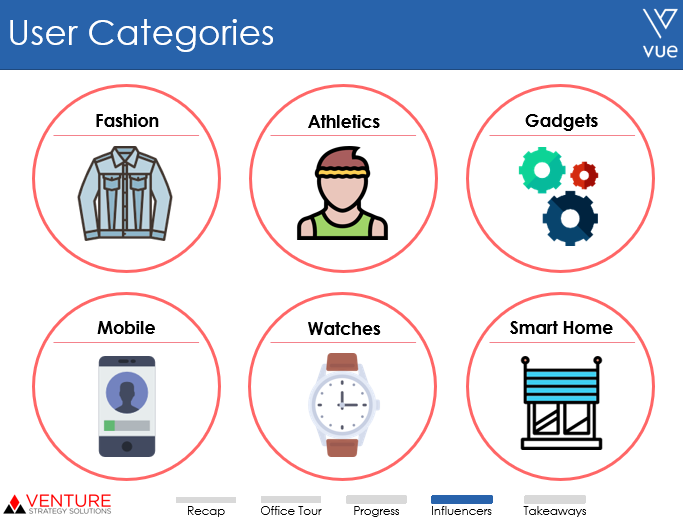 User Categories
vue
Fashion
Athletics
Gadgets
Mobile
Watches
Smart Home
VENTURE
STRATEGY SOLUTIONS
Recap
Office Tour
Progress
Influencers
Takeaways